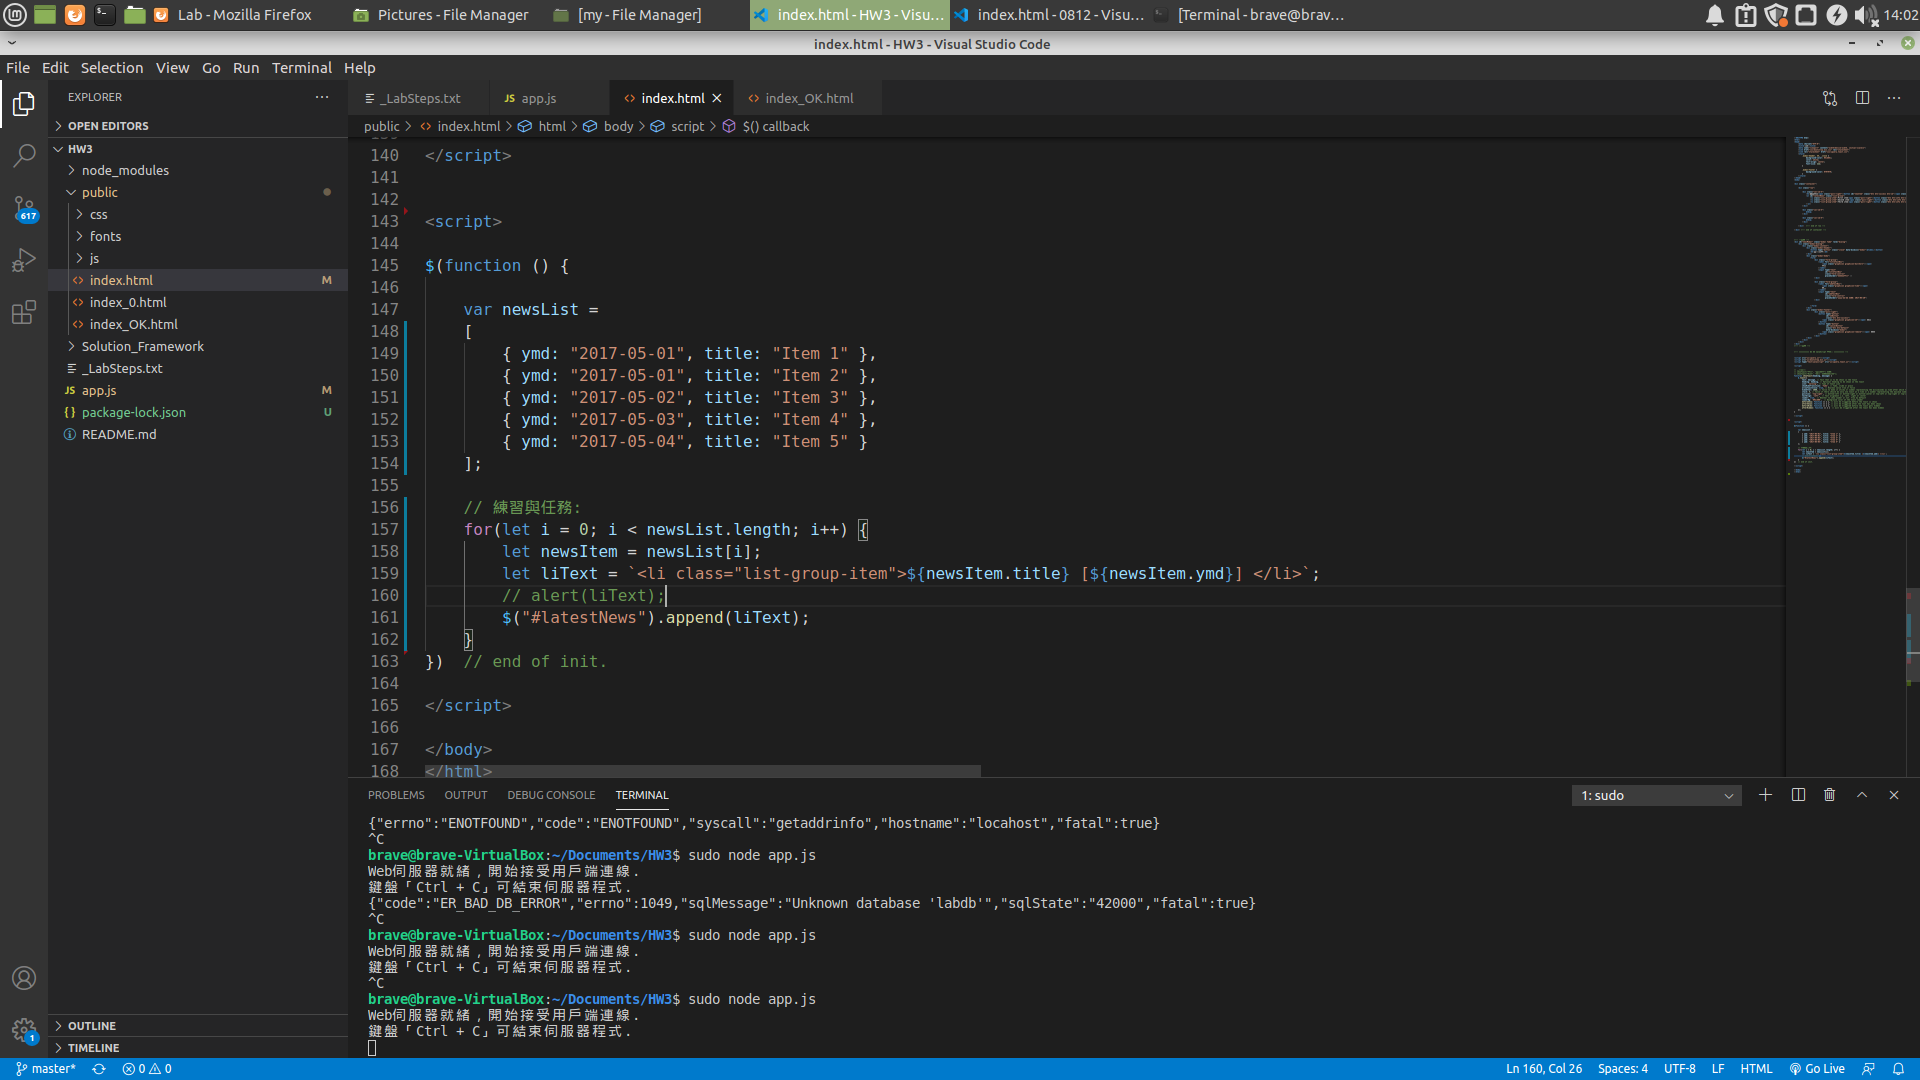 Lab - Mozilla Firefox
Pictures - File Manager
[my - File Manager]
index.html - HW3 - Visu...
index.html - 0812 - Visu...
[Terminal - brave@brav...
14:02
index.html - HW3 - Visual Studio Code
File Edit Selection View Go Run Terminal Help
EXPLORER
OPEN EDITORS
HW3
node_modules
public
css
fonts
js
index.html M
index_0.html
index_OK.html
Solution_Framework
_LabSteps.txt
JS app.js M
{} package-lock.json U
README.md
OUTLINE
TIMELINE
617
1
_LabSteps.txt
JS app.js
index.html
index_OK.html
public > index.html > html > body > script > $() callback
140 </script>
141
142
143 <script>
144
145 $(function () {
146
147 var newsList =
148 [
149 { ymd: "2017-05-01", title: "Item 1" },
150 { ymd: "2017-05-01", title: "Item 2" },
151 { ymd: "2017-05-02", title: "Item 3" },
152 { ymd: "2017-05-03", title: "Item 4" },
153 { ymd: "2017-05-04", title: "Item 5" }
154 ];
155
156 // 練習與任務:
157 for(let i = 0; i < newsList.length; i++) {
158 let newsItem = newsList[i];
159 let liText = `<li class="list-group-item">${newsItem.title} [${newsItem.ymd}] </li>`;
160 // alert(liText);
161 $("#latestNews").append(liText);
162 }
163 }) // end of init.
164
165 </script>
166
167 </body>
168 </html>
PROBLEMS OUTPUT DEBUG CONSOLE TERMINAL
1: sudo
{"errno":"ENOTFOUND","code":"ENOTFOUND","syscall":"getaddrinfo","hostname":"locahost","fatal":true}
^C
brave@brave-VirtualBox:~/Documents/HW3$ sudo node app.js
Web伺服器就緒，開始接受用戶端連線.
鍵盤「Ctrl + C」可結束伺服器程式.
{"code":"ER_BAD_DB_ERROR","errno":1049,"sqlMessage":"Unknown database 'labdb'","sqlState":"42000","fatal":true}
^C
brave@brave-VirtualBox:~/Documents/HW3$ sudo node app.js
Web伺服器就緒，開始接受用戶端連線.
鍵盤「Ctrl + C」可結束伺服器程式.
^C
brave@brave-VirtualBox:~/Documents/HW3$ sudo node app.js
Web伺服器就緒，開始接受用戶端連線.
鍵盤「Ctrl + C」可結束伺服器程式.
master* 0 0
Ln 160, Col 26 Spaces: 4 UTF-8 LF HTML Go Live